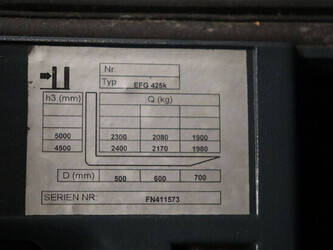 Nr.
Typ EFG 425k
h3 (mm) Q (kg)
5000 2300 2080 1900
4500 2400 2170 1980
D (mm) 500 600 700
SERIEN NR. FN411573